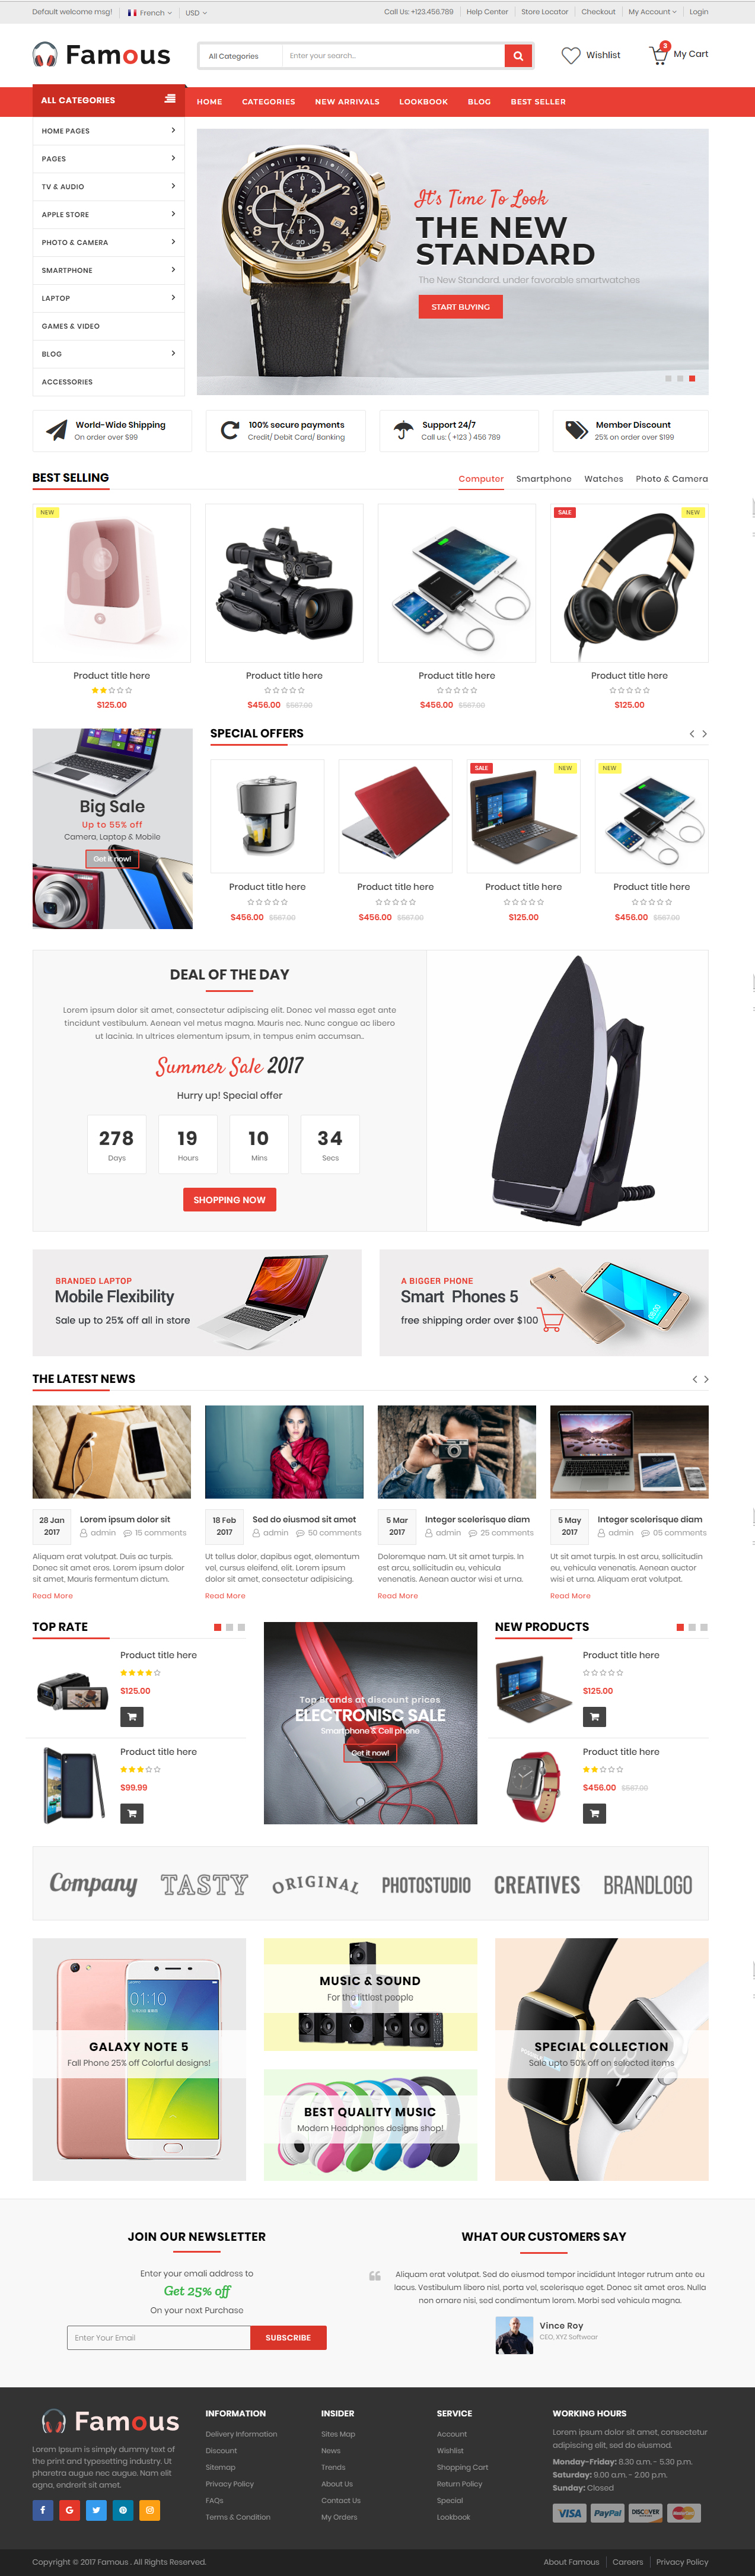 Default welcome msg! French USD Call Us: +123.456.789 Help Center Store Locator Checkout My Account Login
Famous
All Categories Enter your search... Wishlist 3 My Cart
ALL CATEGORIES HOME CATEGORIES NEW ARRIVALS LOOKBOOK BLOG BEST SELLER
HOME PAGES
PAGES
TV & AUDIO
APPLE STORE
PHOTO & CAMERA
SMARTPHONE
LAPTOP
GAMES & VIDEO
BLOG
ACCESSORIES
It's Time To Look
THE NEW
STANDARD
The New Standard. under favorable smartwatches
START BUYING
World-Wide Shipping
On order over $99
100% secure payments
Credit/ Debit Card/ Banking
Support 24/7
Call us: ( +123 ) 456 789
Member Discount
25% on order over $199
BEST SELLING Computer Smartphone Watches Photo & Camera
NEW SALE NEW
Product title here Product title here Product title here Product title here
$125.00 $456.00 $567.00 $456.00 $567.00 $125.00
Big Sale
Up to 55% off
Camera, Laptop & Mobile
Get it now!
SPECIAL OFFERS
SALE NEW NEW
Product title here Product title here Product title here Product title here
$456.00 $567.00 $456.00 $567.00 $125.00 $456.00 $567.00
DEAL OF THE DAY
Lorem ipsum dolor sit amet, consectetur adipiscing elit. Donec vel massa eget ante
tincidunt vestibulum. Aenean vel metus magna. Mauris nec. Nunc congue ac libero
ut lacinia. In ultrices elementum ipsum, in tempus enim accumsan..
Summer Sale 2017
Hurry up! Special offer
278 19 10 34
Days Hours Mins Secs
SHOPPING NOW
BRANDED LAPTOP
Mobile Flexibility
Sale up to 25% off all in store
A BIGGER PHONE
Smart Phones 5
free shipping order over $100
THE LATEST NEWS
28 Jan
2017
Lorem ipsum dolor sit
admin 15 comments
Aliquam erat volutpat. Duis ac turpis.
Donec sit amet eros. Lorem ipsum dolor
sit amet, Mauris fermentum dictum.
Read More
18 Feb
2017
Sed do eiusmod sit amet
admin 50 comments
Ut tellus dolor, dapibus eget, elementum
vel, cursus eleifend, elit. Lorem ipsum
dolor sit amet, consectetur adipisicing.
Read More
5 Mar
2017
Integer scelerisque diam
admin 25 comments
Doloremque nam. Ut sit amet turpis. In
est arcu, sollicitudin eu, vehicula
venenatis. Aenean auctor wisi et urna.
Read More
5 May
2017
Integer scelerisque diam
admin 05 comments
Ut sit amet turpis. In est arcu, sollicitudin
eu, vehicula venenatis. Aenean auctor
wisi et urna. Aliquam erat volutpat.
Read More
TOP RATE
Product title here
$125.00
Product title here
$99.99
Top Brands at discount prices
ELECTRONISC SALE
Smartphone & Cell phone
Get it now!
NEW PRODUCTS
Product title here
$125.00
Product title here
$456.00 $567.00
Company TASTY ORIGINAL PHOTOSTUDIO CREATIVES BRANDLOGO
01:10
GALAXY NOTE 5
Fall Phone 25% off Colorful designs!
MUSIC & SOUND
For the littlest people
BEST QUALITY MUSIC
Modern Headphones designs shop!
SPECIAL COLLECTION
Sale upto 50% off on selected items
JOIN OUR NEWSLETTER
Enter your emali address to
Get 25% off
On your next Purchase
Enter Your Email SUBSCRIBE
WHAT OUR CUSTOMERS SAY
Aliquam erat volutpat. Sed do eiusmod tempor incididunt Integer rutrum ante eu
lacus. Vestibulum libero nisl, porta vel, scelerisque eget. Donec sit amet eros. Nulla
non ornare nisi, sed condimentum lorem. Morbi sed vehicula magna.
Vince Roy
CEO, XYZ Softwear
Famous
Lorem Ipsum is simply dummy text of
the print and typesetting industry. Ut
pharetra augue nec augue. Nam elit
agna, endrerit sit amet.
INFORMATION
Delivery Information
Discount
Sitemap
Privacy Policy
FAQs
Terms & Condition
INSIDER
Sites Map
News
Trends
About Us
Contact Us
My Orders
SERVICE
Account
Wishlist
Shopping Cart
Return Policy
Special
Lookbook
WORKING HOURS
Lorem ipsum dolor sit amet, consectetur
adipiscing elit, sed do eiusmod.
Monday-Friday: 8.30 a.m. - 5.30 p.m.
Saturday: 9.00 a.m. - 2.00 p.m.
Sunday: Closed
VISA PayPal DISCOVER
Copyright © 2017 Famous . All Rights Reserved. About Famous Careers Privacy Policy